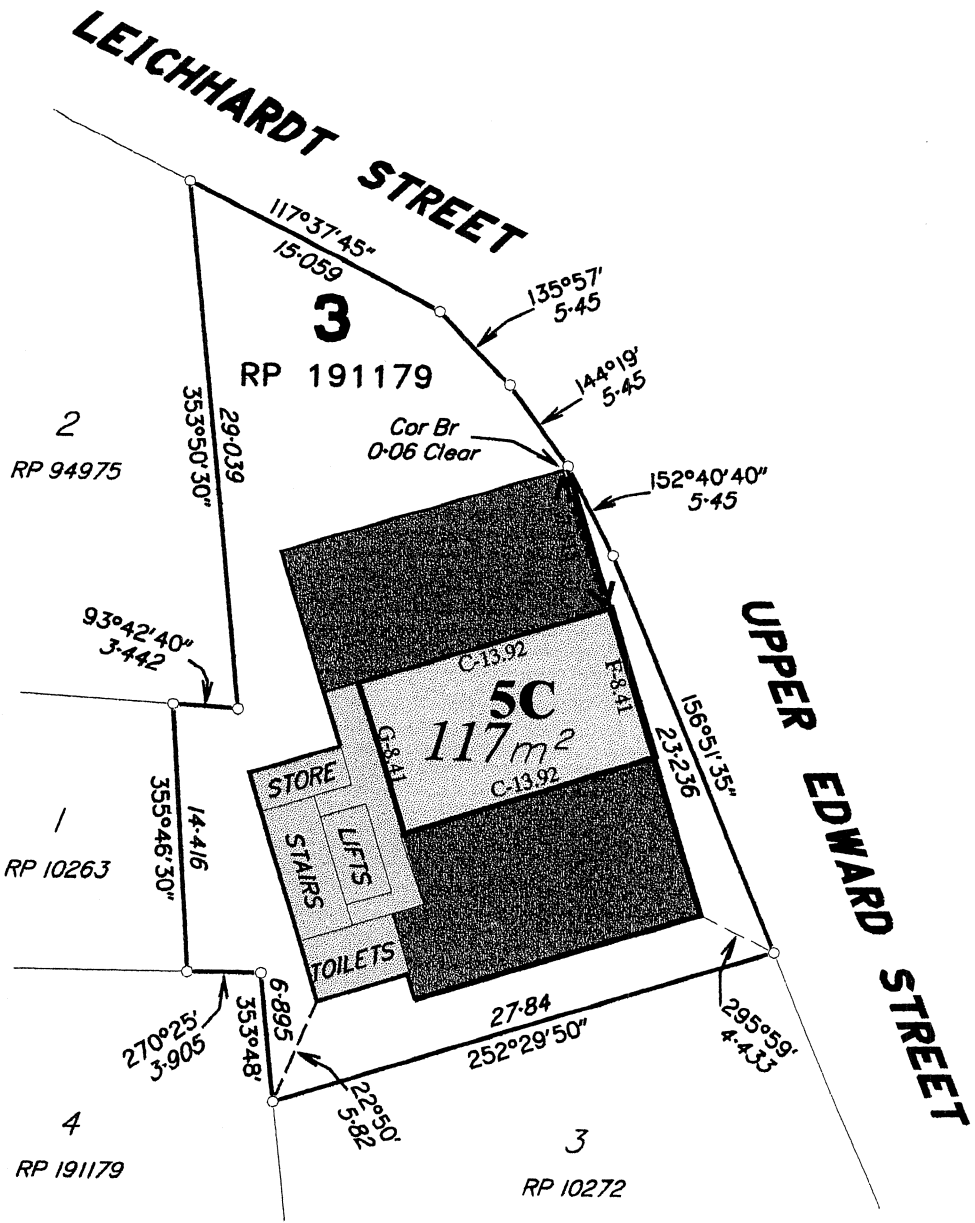 LEICHHARDT STREET
117°37'45"
15·059
135°57'
5·45
3
RP 191179
144°19'
5·45
Cor Br
0·06 Clear
152°40'40"
5·45
2
RP 94975
29·039
353°50'30"
93°42'40"
3·442
UPPER EDWARD STREET
C-13.92
5C
117m²
F-8.41
G-8.41
C-13.92
156°51'35"
23·236
STORE
LIFTS
STAIRS
TOILETS
1
RP 10263
14·416
355°46'30"
270°25'
3·905
6·895
353°48'
22°50'
5·82
27·84
252°29'50"
295°59'
4·433
4
RP 191179
3
RP 10272